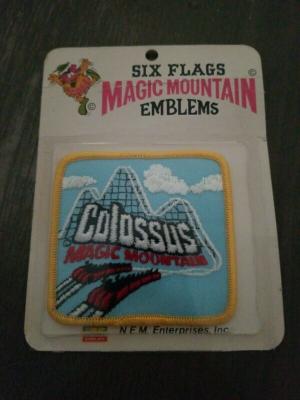 SIX FLAGS
MAGIC MOUNTAIN
EMBLEMS
©
©
Colossus
MAGIC MOUNTAIN
N.E.M. Enterprises, Inc.